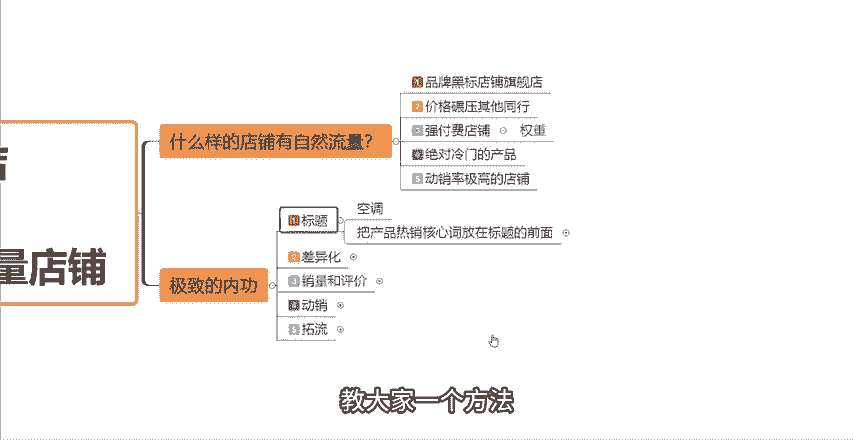 店
量店铺
什么样的店铺有自然流量?
1 品牌黑标店铺旗舰店
2 价格碾压其他同行
3 强付费店铺 权重
4 绝对冷门的产品
5 动销率极高的店铺
极致的内功
1 标题
空调
把产品热销核心词放在标题的前面
2 差异化
3 销量和评价
4 动销
5 拓流
教大家一个方法